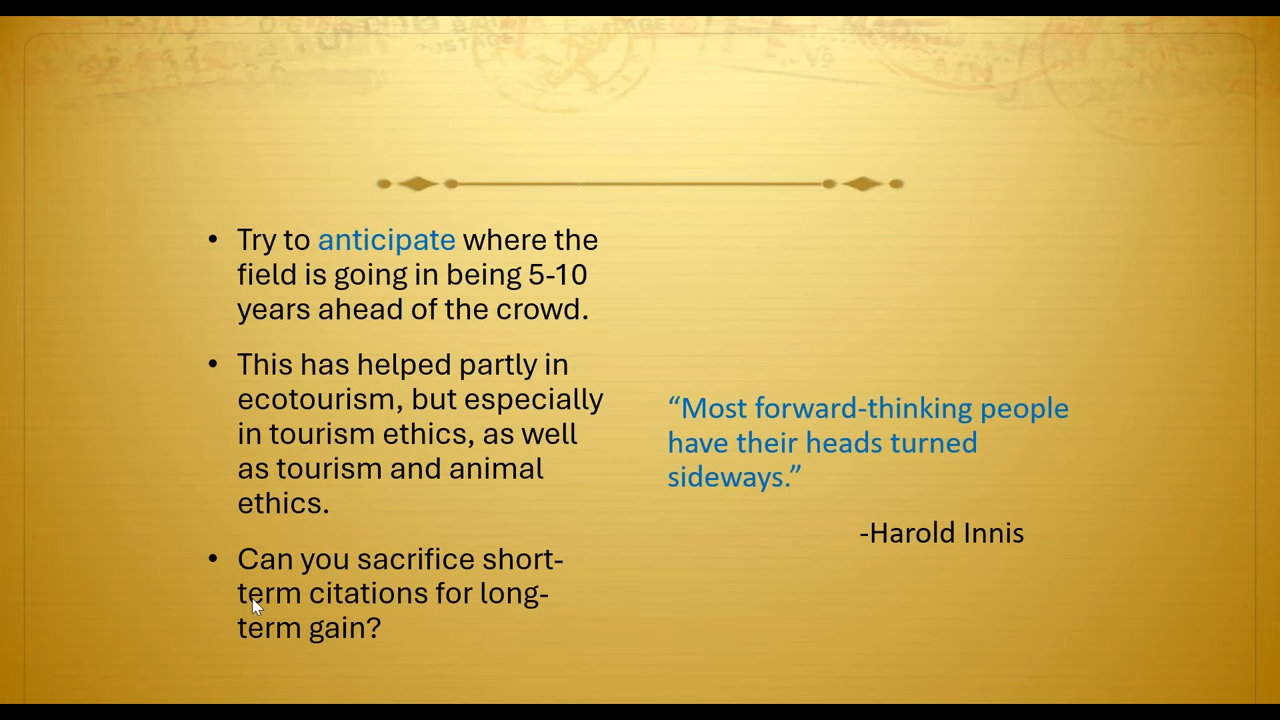 • Try to anticipate where the
field is going in being 5-10
years ahead of the crowd.
• This has helped partly in
ecotourism, but especially
in tourism ethics, as well
as tourism and animal
ethics.
• Can you sacrifice short-
term citations for long-
term gain?
“Most forward-thinking people
have their heads turned
sideways.”
-Harold Innis